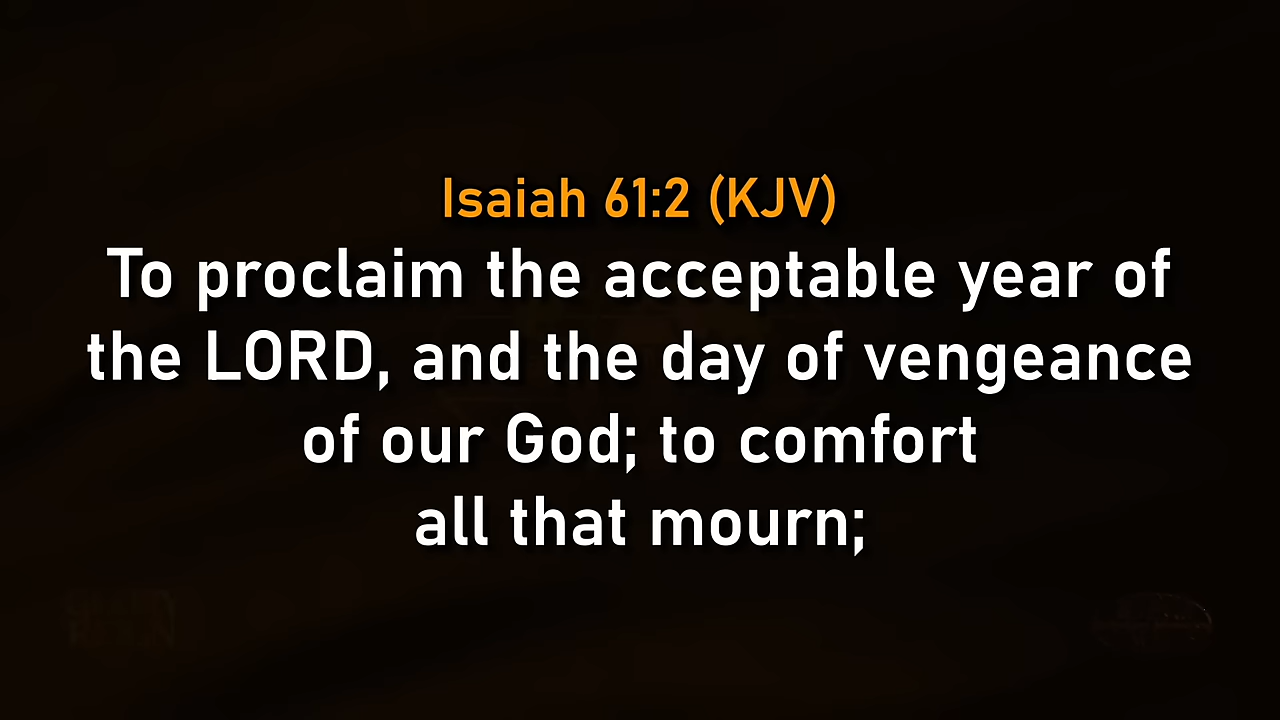 Isaiah 61:2 (KJV)
To proclaim the acceptable year of
the LORD, and the day of vengeance
of our God; to comfort
all that mourn;